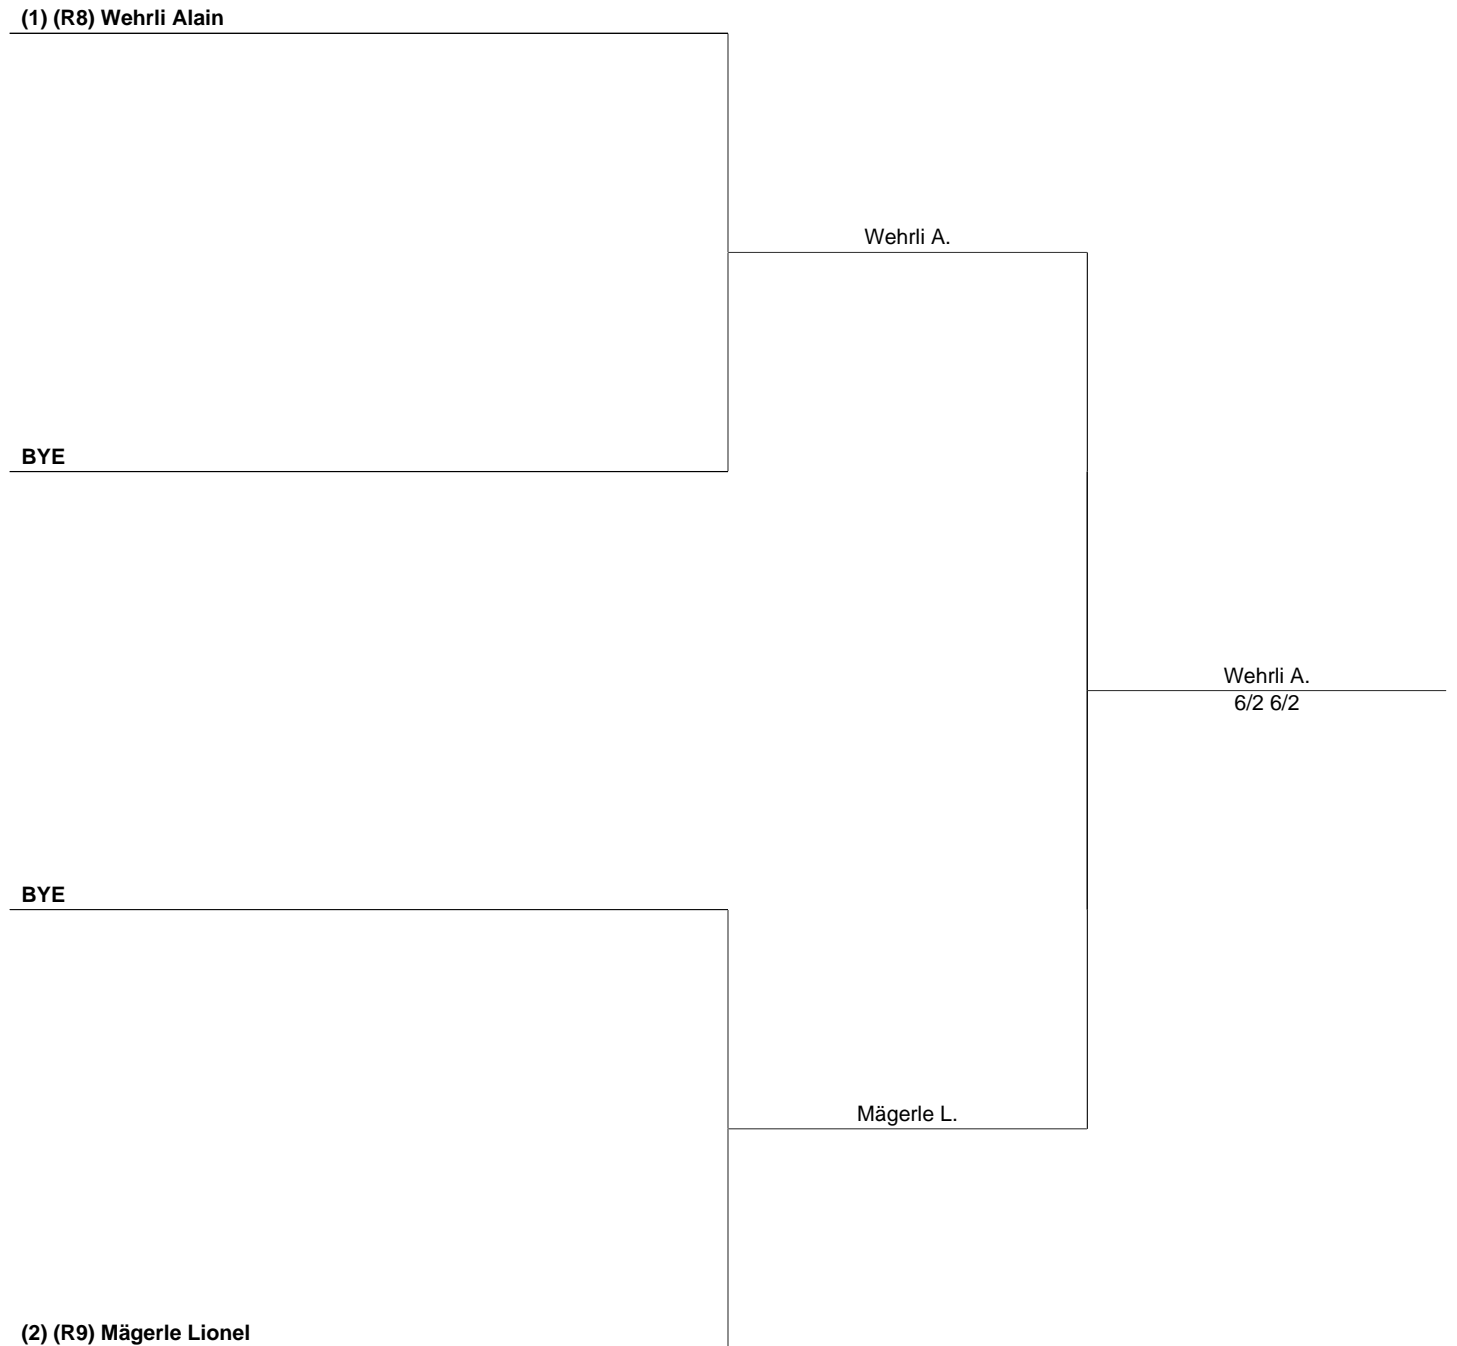 (1) (R8) Wehrli Alain
Wehrli A.
BYE
Wehrli A.
6/2 6/2
BYE
Mägerle L.
(2) (R9) Mägerle Lionel